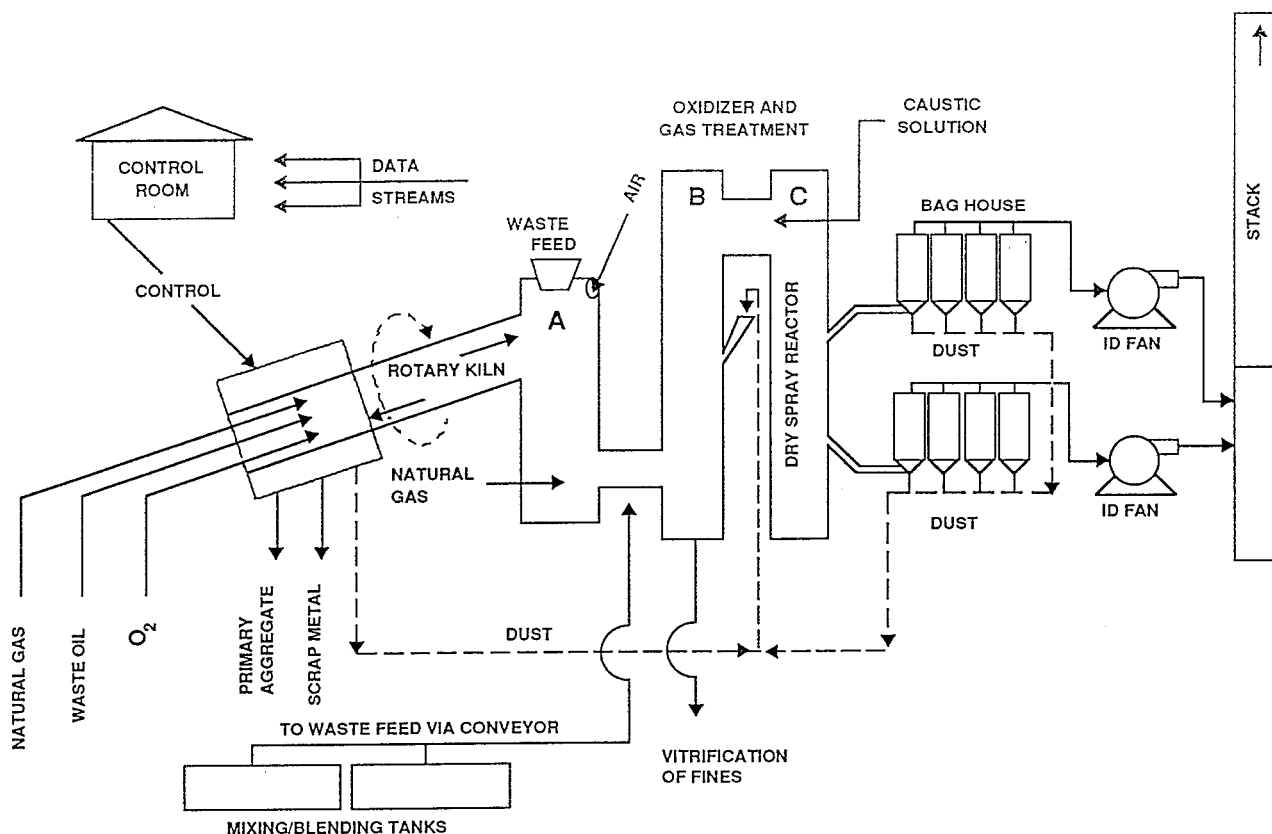 OXIDIZER AND
GAS TREATMENT
CAUSTIC
SOLUTION
CONTROL
ROOM
DATA
STREAMS
AIR
WASTE
FEED
B
C
BAG HOUSE
STACK
CONTROL
A
ROTARY KILN
DUST
ID FAN
DRY SPRAY REACTOR
NATURAL
GAS
DUST
ID FAN
NATURAL GAS
WASTE OIL
O2
PRIMARY
AGGREGATE
SCRAP METAL
DUST
TO WASTE FEED VIA CONVEYOR
VITRIFICATION
OF FINES
MIXING/BLENDING TANKS